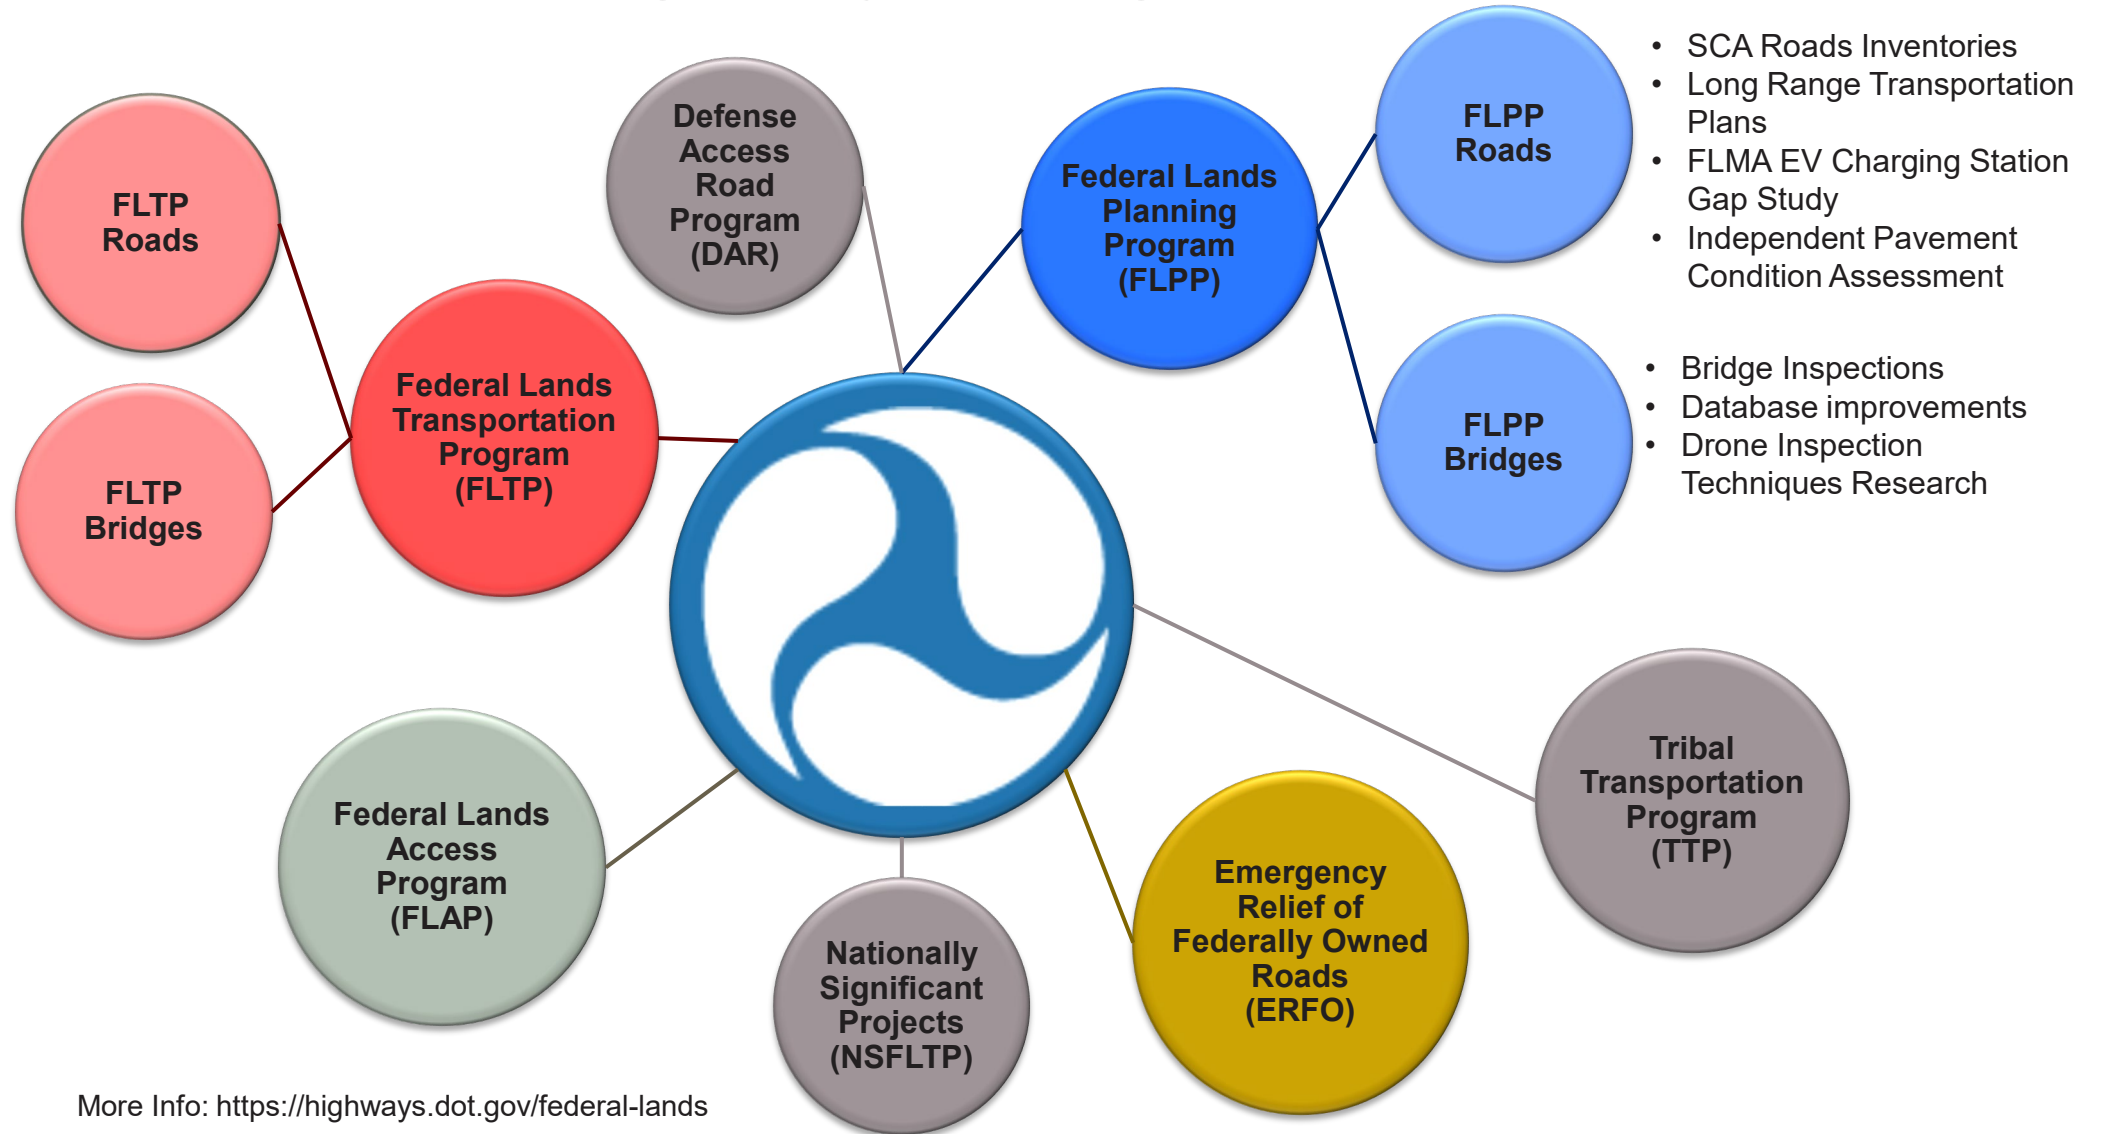 FLTP
Roads
FLTP
Bridges
Federal Lands
Transportation
Program
(FLTP)
Defense
Access
Road
Program
(DAR)
Federal Lands
Planning
Program
(FLPP)
FLPP
Roads
• SCA Roads Inventories
• Long Range Transportation
Plans
• FLMA EV Charging Station
Gap Study
• Independent Pavement
Condition Assessment
FLPP
Bridges
• Bridge Inspections
• Database improvements
• Drone Inspection
Techniques Research
Federal Lands
Access
Program
(FLAP)
Nationally
Significant
Projects
(NSFLTP)
Emergency
Relief of
Federally Owned
Roads
(ERFO)
Tribal
Transportation
Program
(TTP)
More Info: https://highways.dot.gov/federal-lands